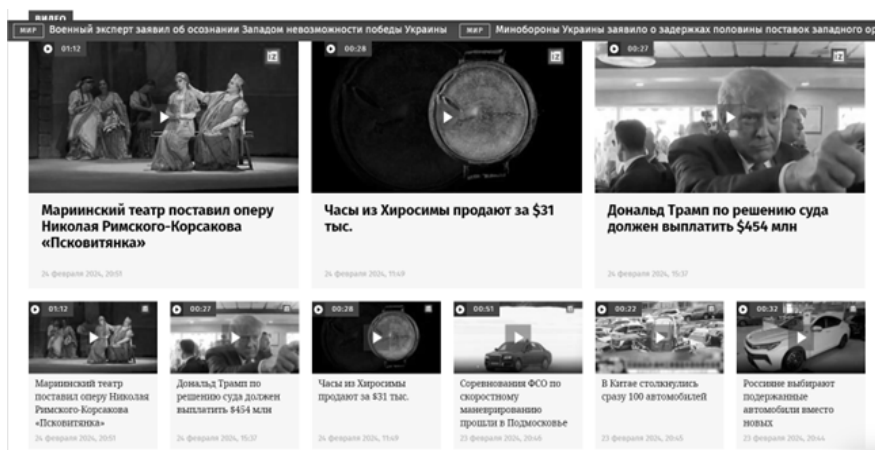 ВИДЕО
МИР Военный эксперт заявил об осознании Западом невозможности победы Украины МИР Минобороны Украины заявило о задержках половины поставок западного ор
01:12
IZ
00:28
IZ
00:27
IZ
Мариинский театр поставил оперу
Николая Римского-Корсакова
«Псковитянка»
24 февраля 2024, 20:51
Часы из Хиросимы продают за $31
тыс.
24 февраля 2024, 11:49
Дональд Трамп по решению суда
должен выплатить $454 млн
24 февраля 2024, 15:37
01:12
00:27
00:28
00:51
00:22
00:32
Мариинский театр
поставил оперу Николая
Римского-Корсакова
«Псковитянка»
24 февраля 2024, 20:51
Дональд Трамп по
решению суда должен
выплатить $454 млн
24 февраля 2024, 15:37
Часы из Хиросимы
продают за $31 тыс.
24 февраля 2024, 11:49
Соревнования ФСО по
скоростному
маневрированию
прошли в Подмосковье
23 февраля 2024, 20:46
В Китае столкнулись
сразу 100 автомобилей
23 февраля 2024, 20:45
Россияне выбирают
подержанные
автомобили вместо
новых
23 февраля 2024, 20:44